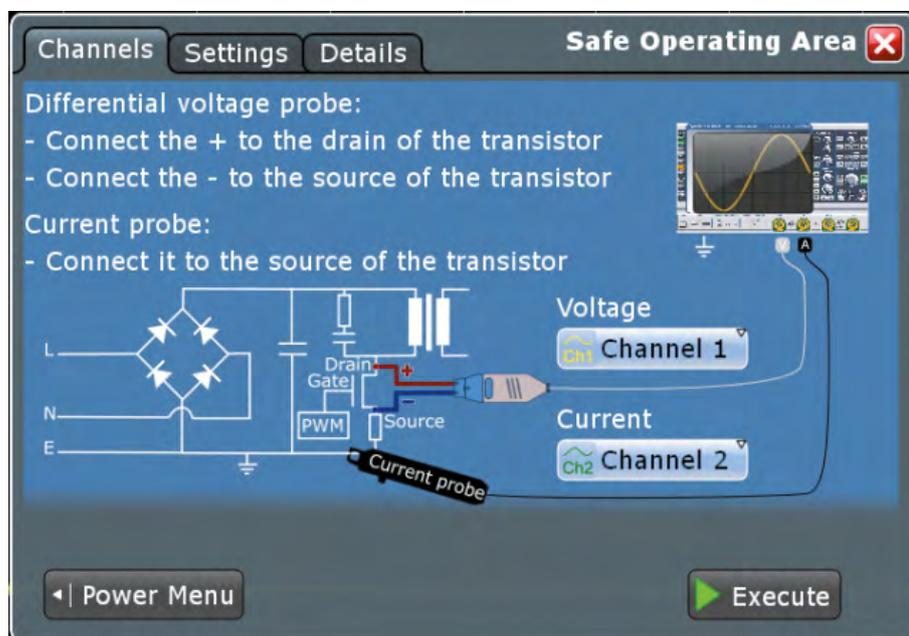 Channels
Settings
Details
Safe Operating Area
Differential voltage probe:
- Connect the + to the drain of the transistor
- Connect the - to the source of the transistor
Current probe:
- Connect it to the source of the transistor
V
A
Voltage
Ch1 Channel 1
L
Drain
+
Gate
-
N
PWM
Source
Current
E
Ch2 Channel 2
Current probe
Power Menu
Execute